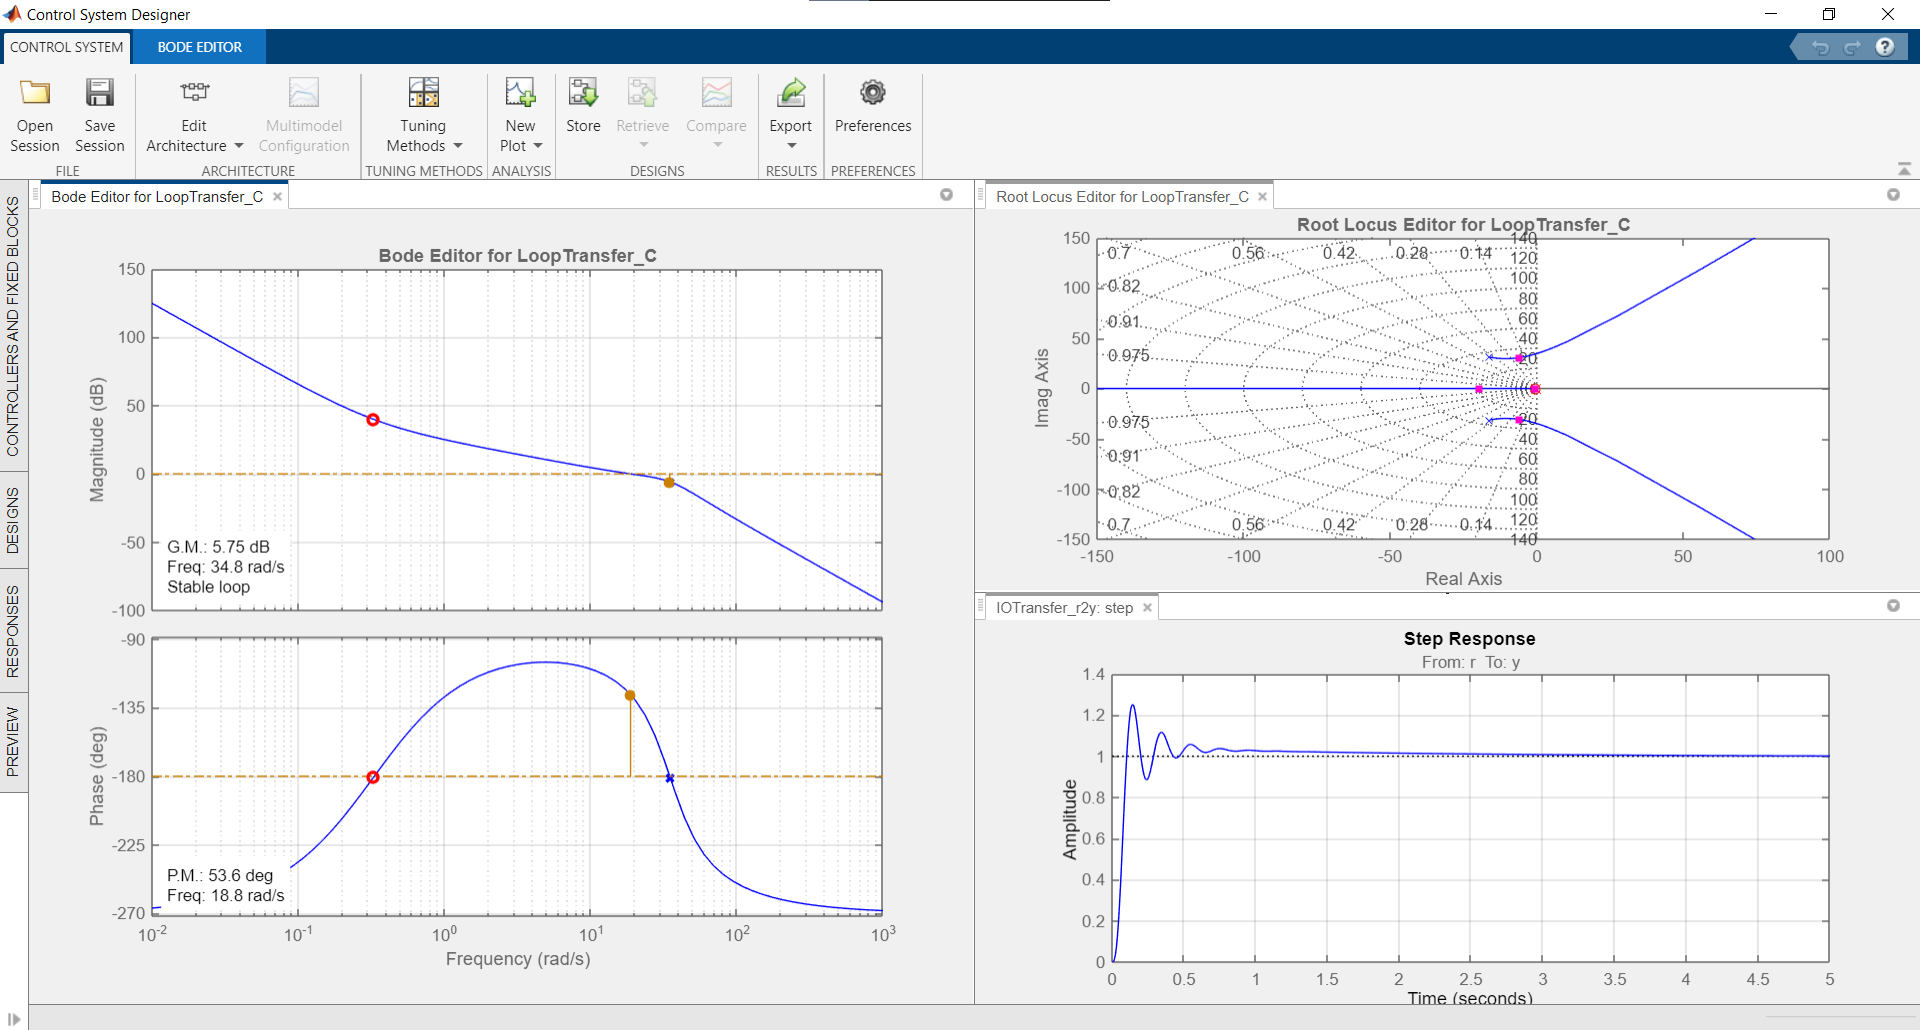 Control System Designer
CONTROL SYSTEM
BODE EDITOR
Open Session
Save Session
Edit Architecture
Multimodel Configuration
Tuning Methods
New Plot
Store
Retrieve
Compare
Export
Preferences
FILE
ARCHITECTURE
TUNING METHODS
ANALYSIS
DESIGNS
RESULTS
PREFERENCES
CONTROLLERS AND FIXED BLOCKS
DESIGNS
RESPONSES
PREVIEW
Bode Editor for LoopTransfer_C
Bode Editor for LoopTransfer_C
150
100
50
0
-50
-100
Magnitude (dB)
G.M.: 5.75 dB
Freq: 34.8 rad/s
Stable loop
-90
-135
-180
-225
-270
Phase (deg)
P.M.: 53.6 deg
Freq: 18.8 rad/s
10-2 10-1 100 101 102 103
Frequency (rad/s)
Root Locus Editor for LoopTransfer_C
Root Locus Editor for LoopTransfer_C
150
100
50
0
-50
-100
-150
Imag Axis
0.7 0.56 0.42 0.28 0.14
0.82
0.91
0.975
140
120
100
80
60
40
20
0.975
0.91
0.82
0.7 0.56 0.42 0.28 0.14
20
40
60
80
100
120
140
-150 -100 -50 0 50 100
Real Axis
IOTransfer_r2y: step
Step Response
From: r To: y
1.4
1.2
1
0.8
0.6
0.4
0.2
0
Amplitude
0 0.5 1 1.5 2 2.5 3 3.5 4 4.5 5
Time (seconds)